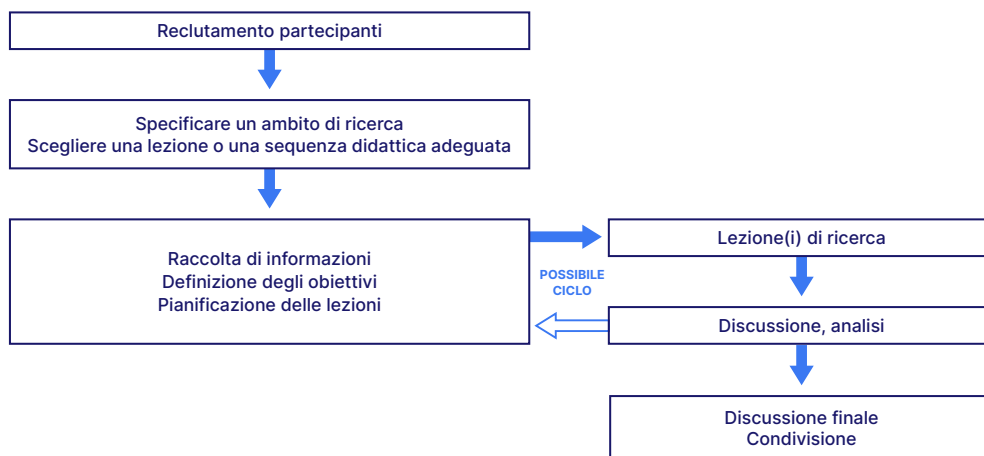 Reclutamento partecipanti
Specificare un ambito di ricerca
Scegliere una lezione o una sequenza didattica adeguata
Raccolta di informazioni
Definizione degli obiettivi
Pianificazione delle lezioni
POSSIBILE
CICLO
Lezione(i) di ricerca
Discussione, analisi
Discussione finale
Condivisione